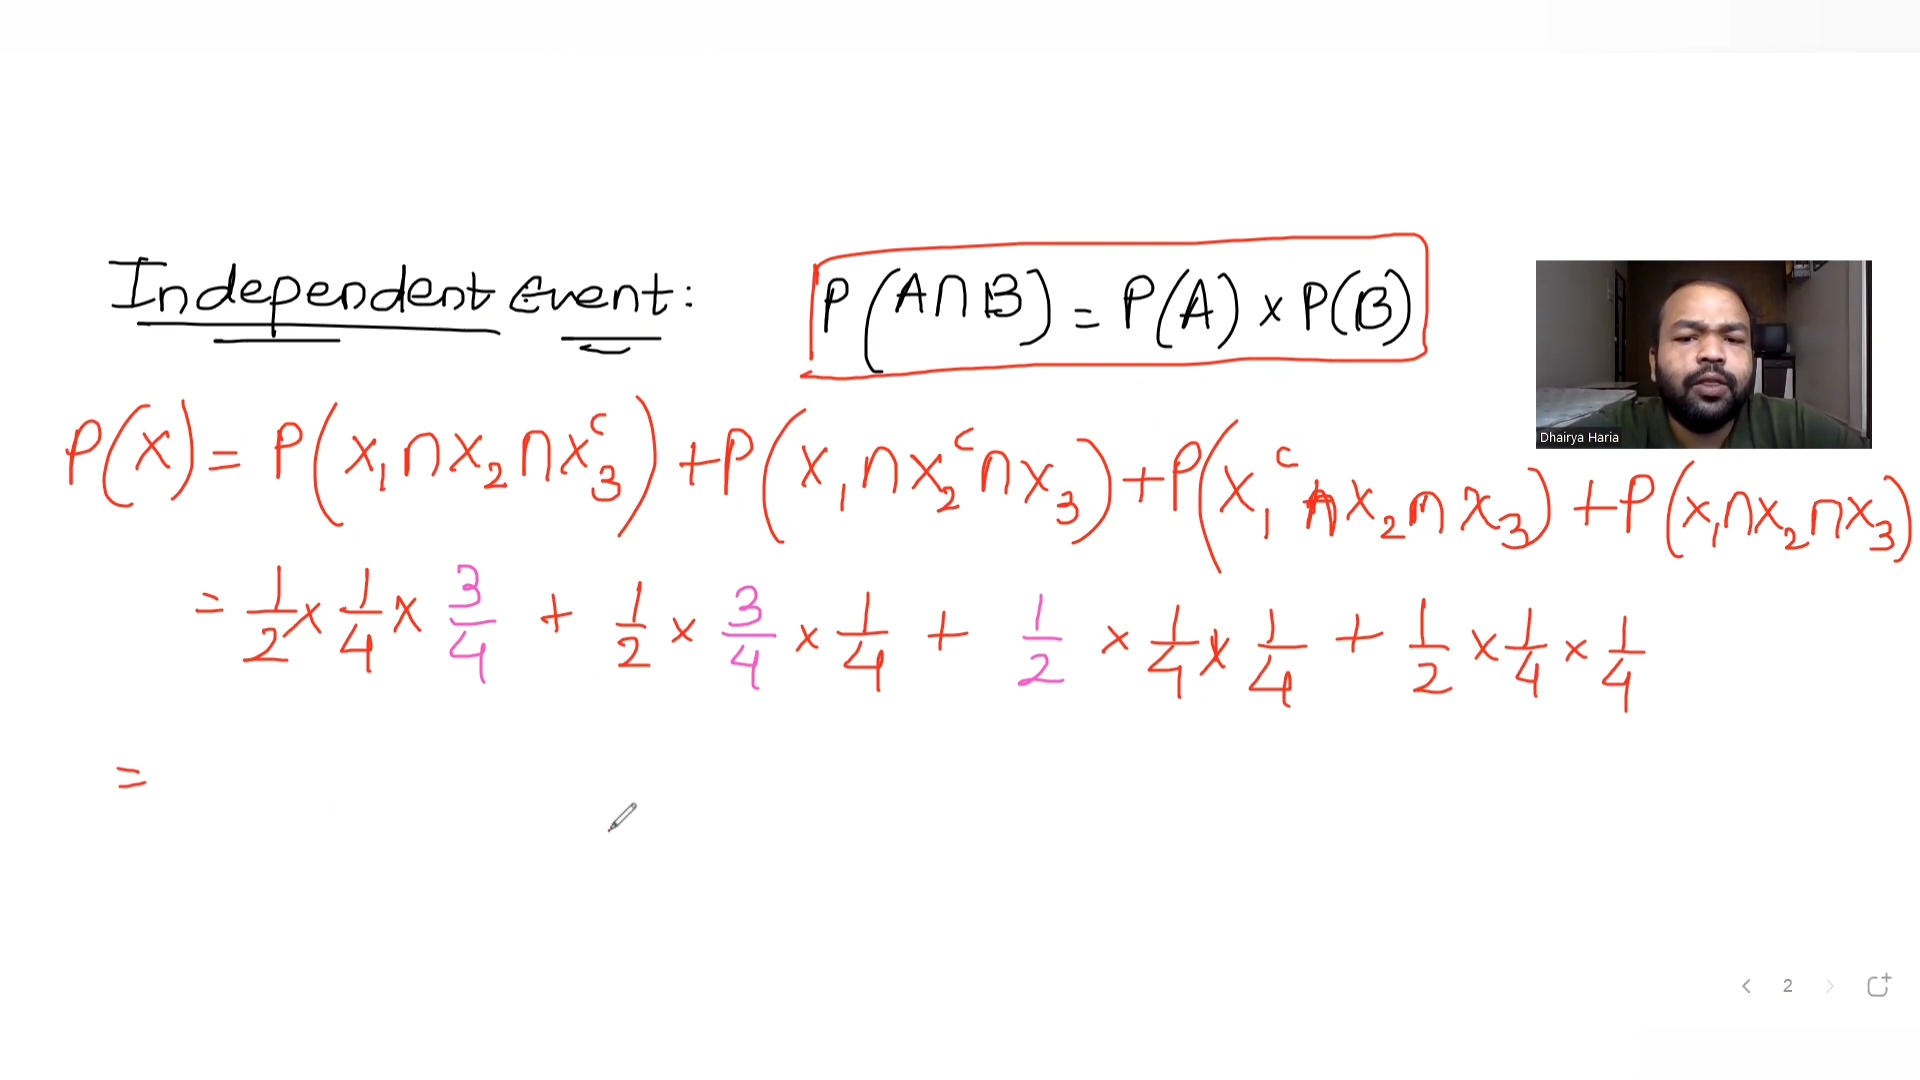 Independent Event:
P(A∩B) = P(A) × P(B)
Dhairya Haria
P(X) = P(X₁∩X₂∩X₃ᶜ) + P(X₁∩X₂ᶜ∩X₃) + P(X₁ᶜ∩X₂∩X₃) + P(X₁∩X₂∩X₃)
= 1/2 × 1/4 × 3/4 + 1/2 × 3/4 × 1/4 + 1/2 × 1/4 × 1/4 + 1/2 × 1/4 × 1/4
=
2